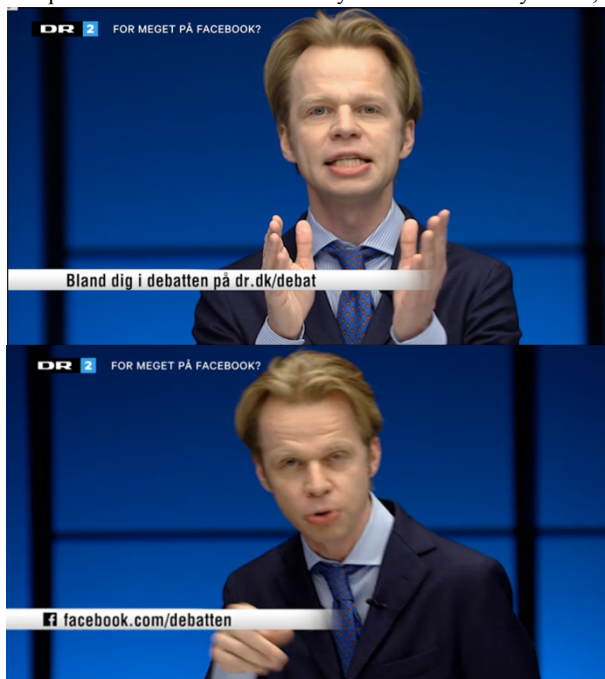 DR 2 FOR MEGET PÅ FACEBOOK?
Bland dig i debatten på dr.dk/debat
DR 2 FOR MEGET PÅ FACEBOOK?
facebook.com/debatten